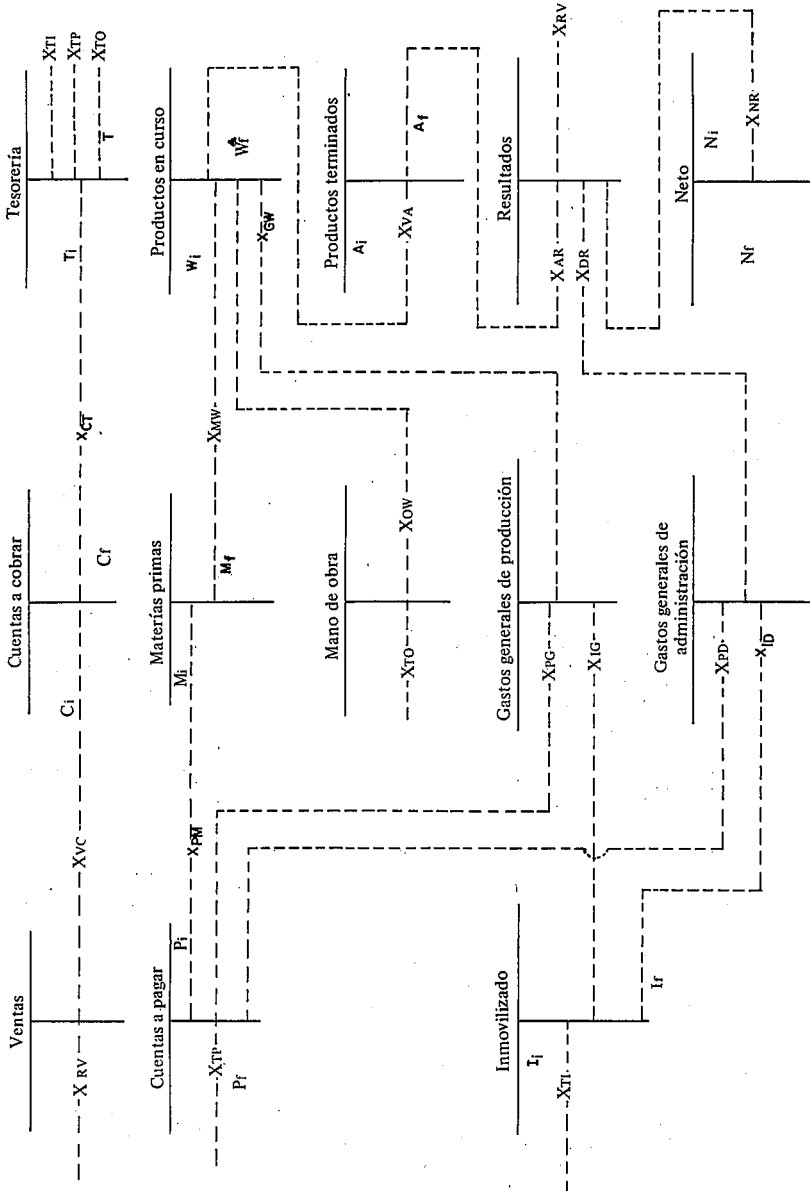 Ventas
X RV
XVC
Cuentas a cobrar
Ci
Cf
XCT
Tesorería
Ti
T
XTI
XTP
XTO
Cuentas a pagar
Pi
XTP
Pf
XPM
Materías primas
Mi
Mf
XMW
Productos en curso
Wi
Wf
XGW
Mano de obra
XTO
XOW
Productos terminados
Ai
XVA
Af
Inmovilizado
Ii
XTI
If
Gastos generales de producción
XPG
XIG
Resultados
XAR
XDR
XRV
Gastos generales de
administración
XPD
XID
Neto
Nf
Ni
XNR